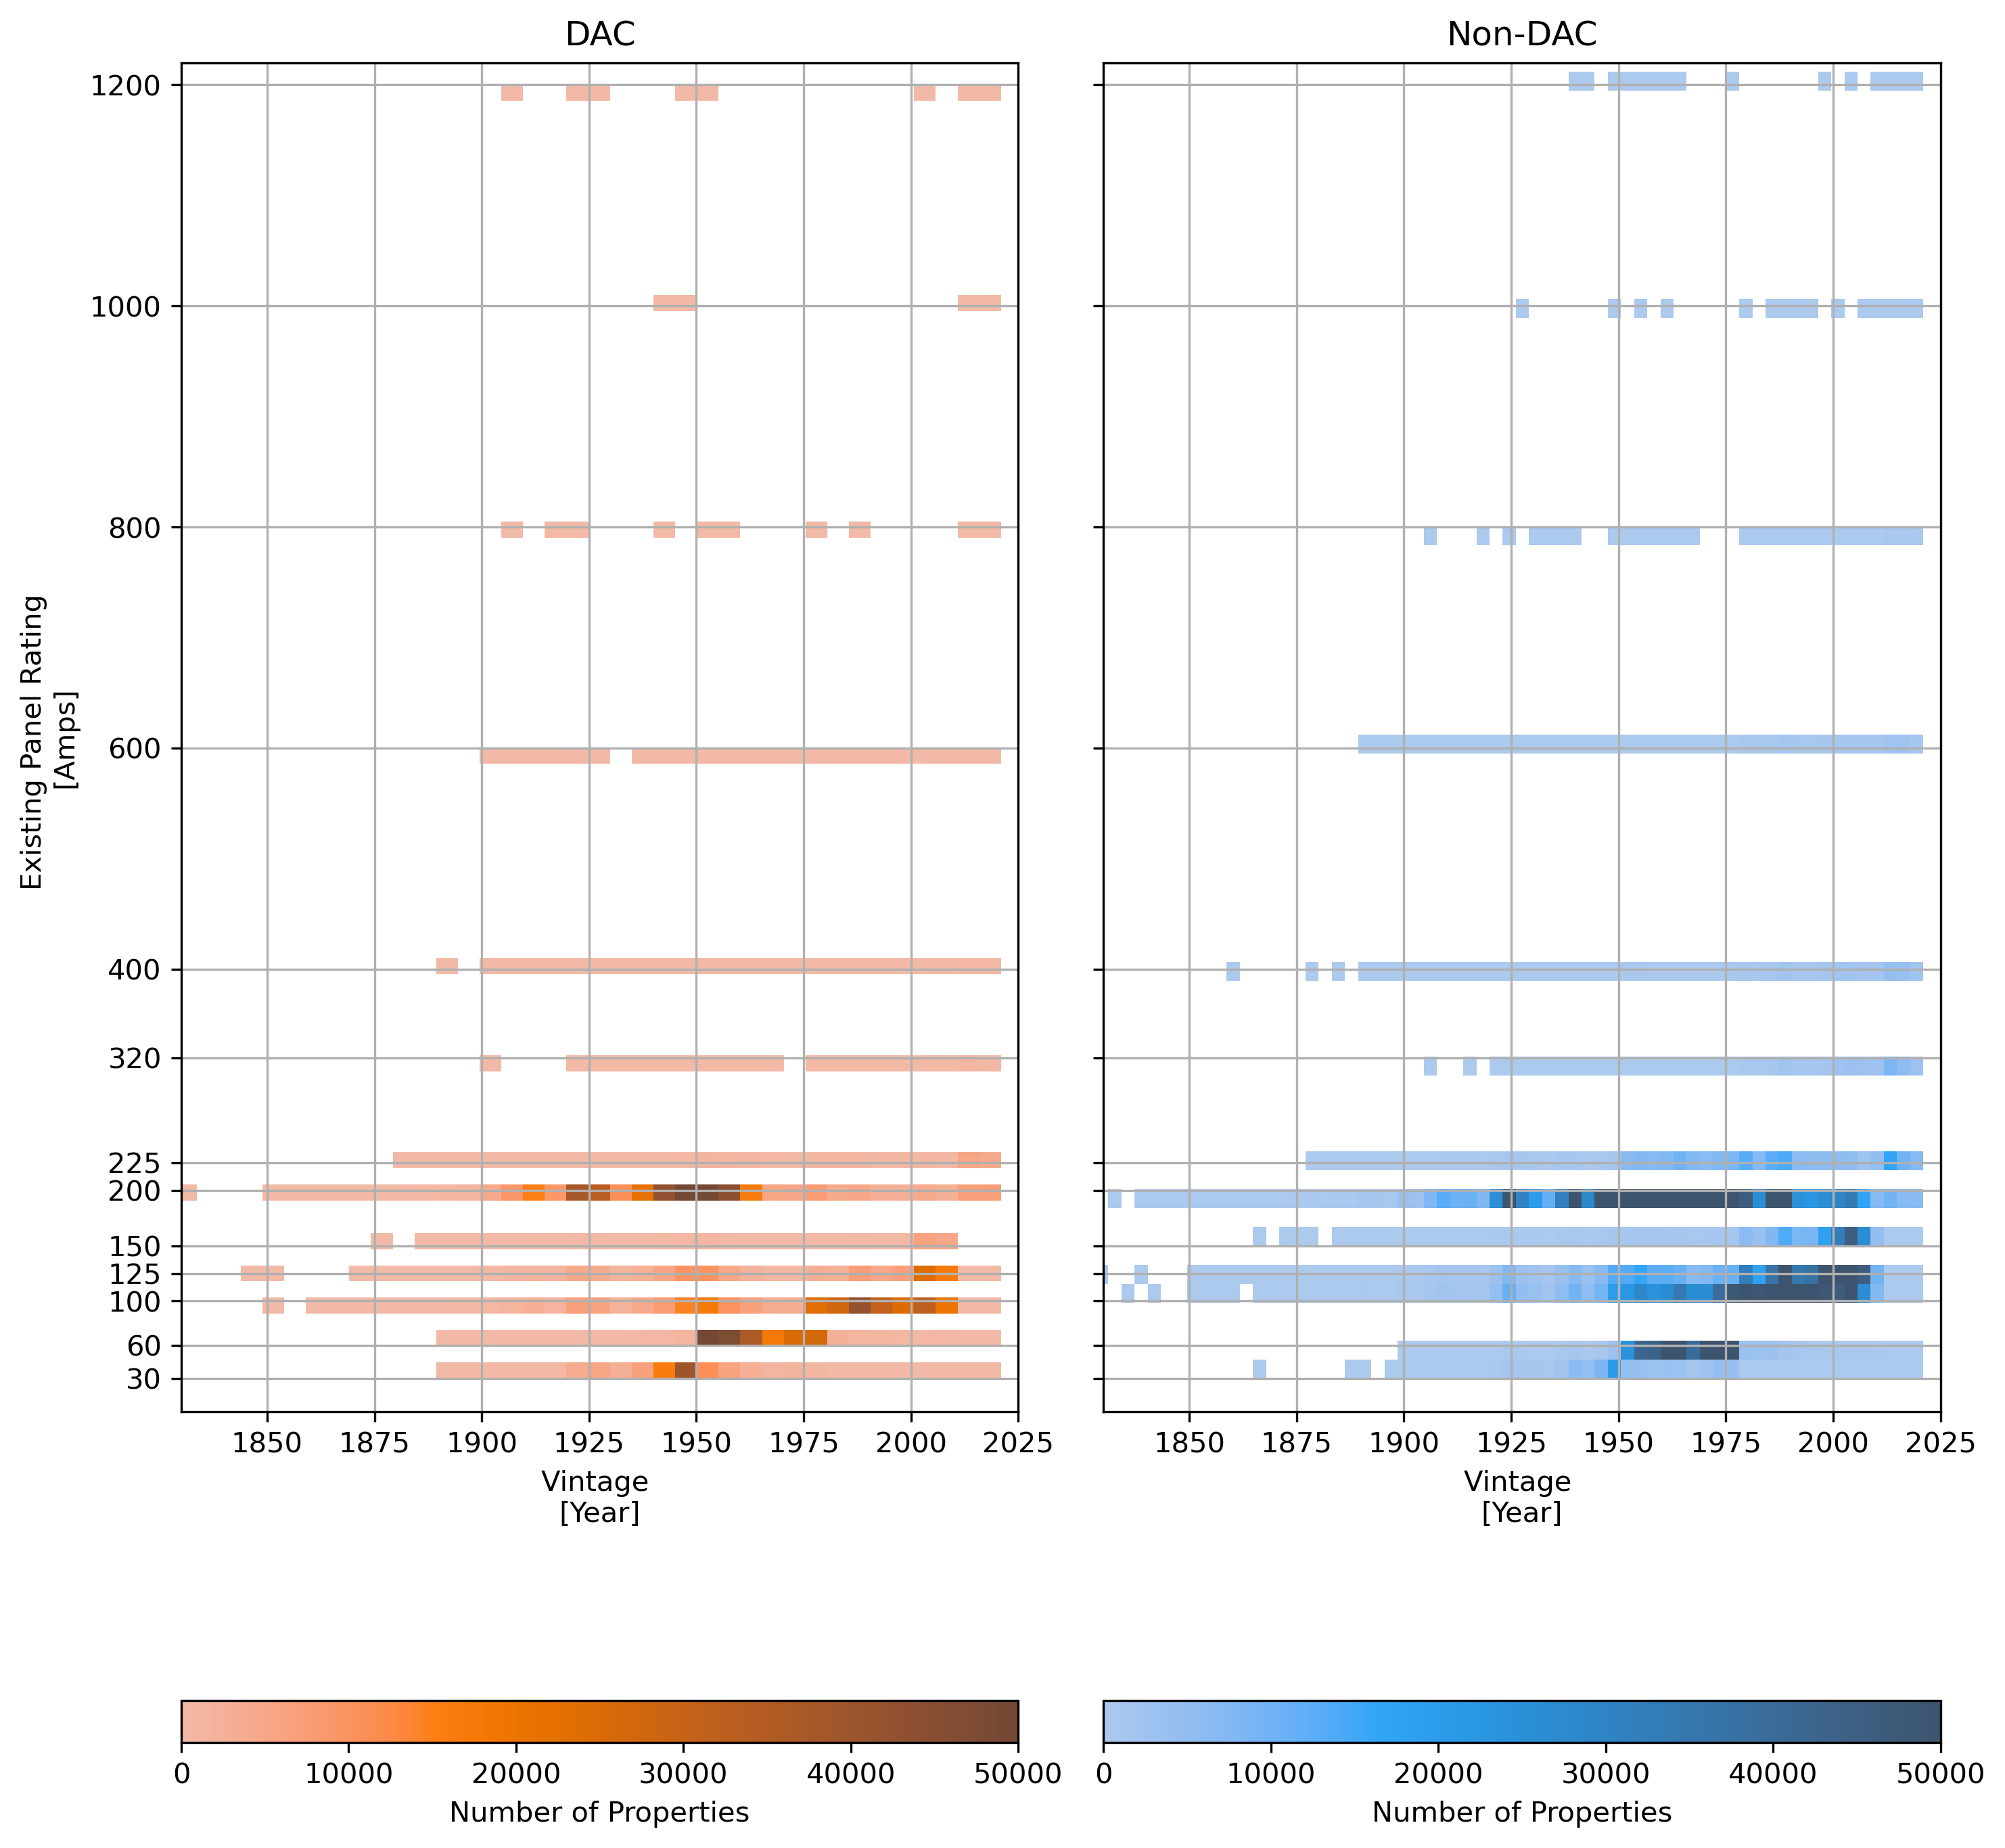 DAC
Non-DAC
1200
1000
800
600
400
320
225
200
150
125
100
60
30
Existing Panel Rating
[Amps]
1850 1875 1900 1925 1950 1975 2000 2025
1850 1875 1900 1925 1950 1975 2000 2025
Vintage
[Year]
Vintage
[Year]
0 10000 20000 30000 40000 50000
0 10000 20000 30000 40000 50000
Number of Properties
Number of Properties